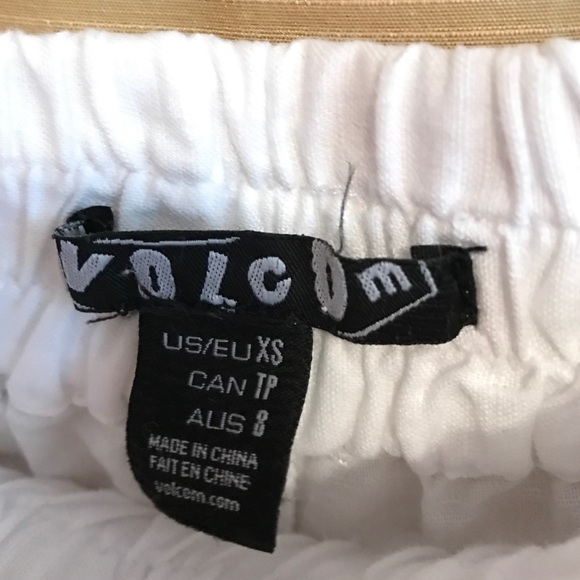 VOLCOM
US/EU XS
CAN TP
AUS 8
MADE IN CHINA
FAIT EN CHINE
volcom.com